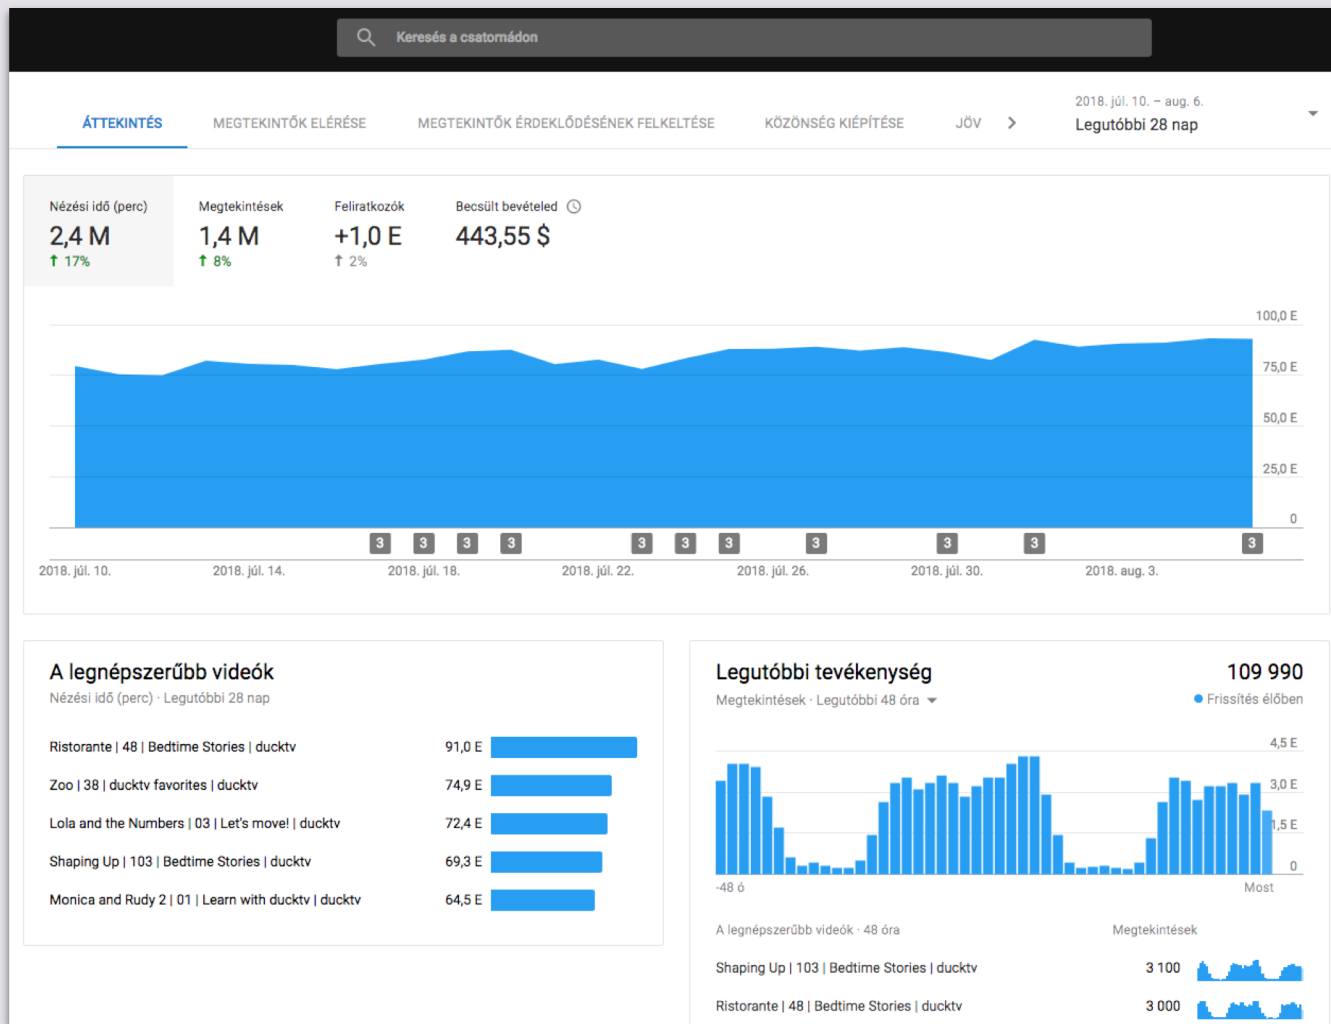 Keresés a csatornádon
ÁTTEKINTÉS MEGTEKINTŐK ELÉRÉSE MEGTEKINTŐK ÉRDEKLŐDÉSÉNEK FELKELTÉSE KÖZÖNSÉG KIÉPÍTÉSE JÖV
2018. júl. 10. – aug. 6.
Legutóbbi 28 nap
Nézési idő (perc) Megtekintések Feliratkozók Becsült bevételed
2,4 M 1,4 M +1,0 E 443,55 $
↑ 17% ↑ 8% ↑ 2%
100,0 E
75,0 E
50,0 E
25,0 E
0
3 3 3 3 3 3 3 3 3 3 3
2018. júl. 10. 2018. júl. 14. 2018. júl. 18. 2018. júl. 22. 2018. júl. 26. 2018. júl. 30. 2018. aug. 3.
A legnépszerűbb videók
Nézési idő (perc) · Legutóbbi 28 nap
Ristorante | 48 | Bedtime Stories | ducktv 91,0 E
Zoo | 38 | ducktv favorites | ducktv 74,9 E
Lola and the Numbers | 03 | Let's move! | ducktv 72,4 E
Shaping Up | 103 | Bedtime Stories | ducktv 69,3 E
Monica and Rudy 2 | 01 | Learn with ducktv | ducktv 64,5 E
Legutóbbi tevékenység 109 990
Megtekintések · Legutóbbi 48 óra Frissítés élőben
4,5 E
3,0 E
1,5 E
0
-48 ó Most
A legnépszerűbb videók · 48 óra Megtekintések
Shaping Up | 103 | Bedtime Stories | ducktv 3 100
Ristorante | 48 | Bedtime Stories | ducktv 3 000